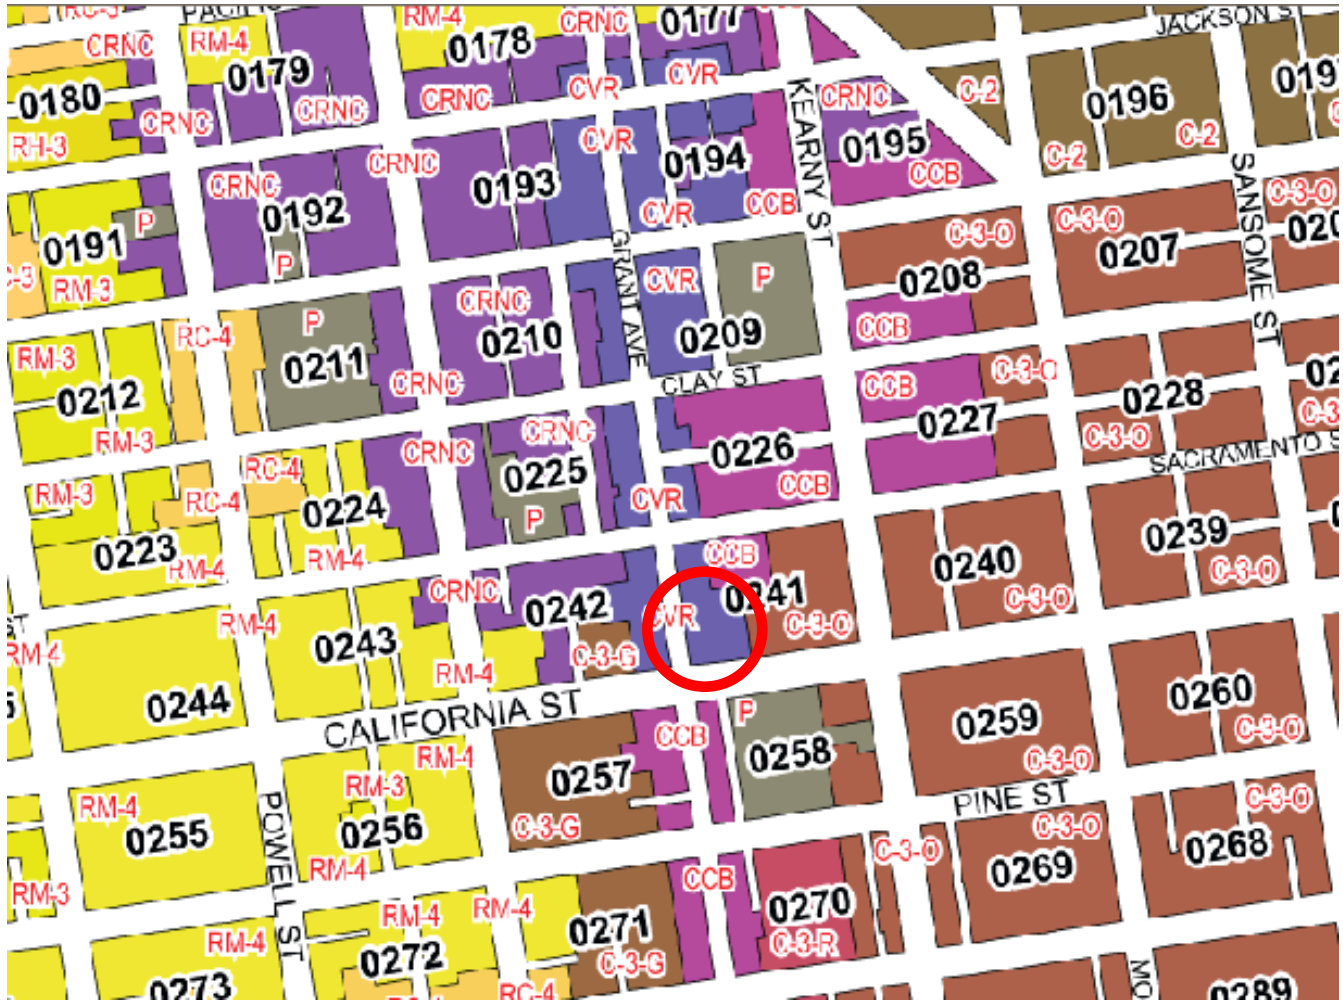 RM-4
CRNC
0177
CCB
JACKSON ST
CRNC
RM-4
0178
0179
CVR
CVR
C-2
0196
0180
CRNC
CRNC
CRNC
CRNC
RH-3
CVR
KEARNY ST
0195
C-2
C-2
CRNC
CRNC
0194
CCB
SANSOME ST
0193
P
0192
CVR
CCB
C-3-O
C-3-O
C-3-O
0191
P
GRANT AVE
CVR
P
0208
0207
RM-3
CRNC
P
RC-4
0210
0209
CCB
RM-3
0211
CRNC
CLAY ST
CCB
C-3-O
0212
0228
0227
RM-3
CRNC
CRNC
0226
C-3-O
RC-4
0225
CCB
SACRAMENTO
RM-3
RC-4
0224
CVR
P
0223
RM-4
RM-4
CCB
0240
0239
C-3-O
CRNC
0242
0241
C-3-O
RM-4
CVR
C-3-O
RM-4
0243
C-3-G
RM-4
0244
0260
CALIFORNIA ST
P
0259
C-3-O
CCB
0258
C-3-O
RM-4
0257
RM-3
RM-4
PINE ST
C-3-O
0255
POWELL ST
0256
C-3-G
C-3-O
C-3-O
0268
RM-4
CCB
0269
RM-3
RM-4
RM-4
0270
RM-4
0271
C-3-R
0272
C-3-G
0273
RC-4
0289